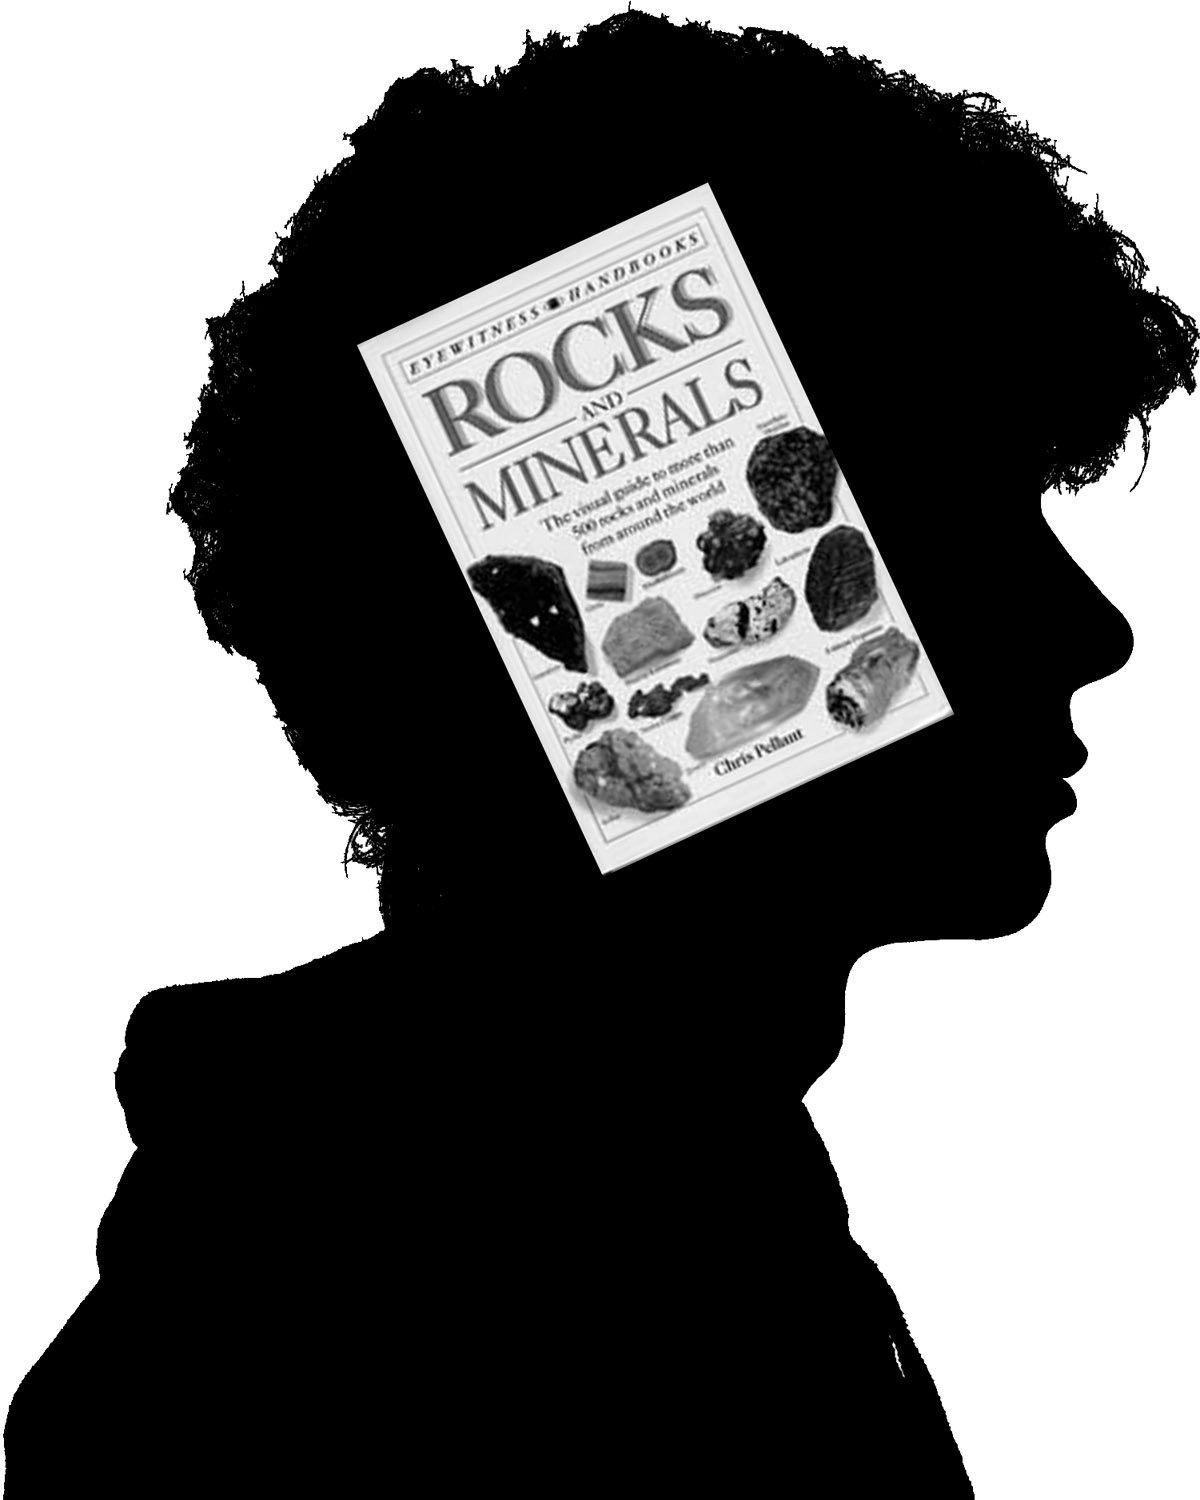 EYEWITNESS HANDBOOKS
ROCKS
AND
MINERALS
The visual guide to more than
500 rocks and minerals
from around the world
Chris Pellant